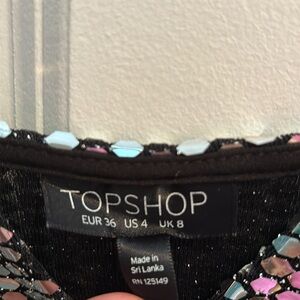 TOPSHOP
EUR 36 US 4 UK 8
Made in
Sri Lanka
RN 125149